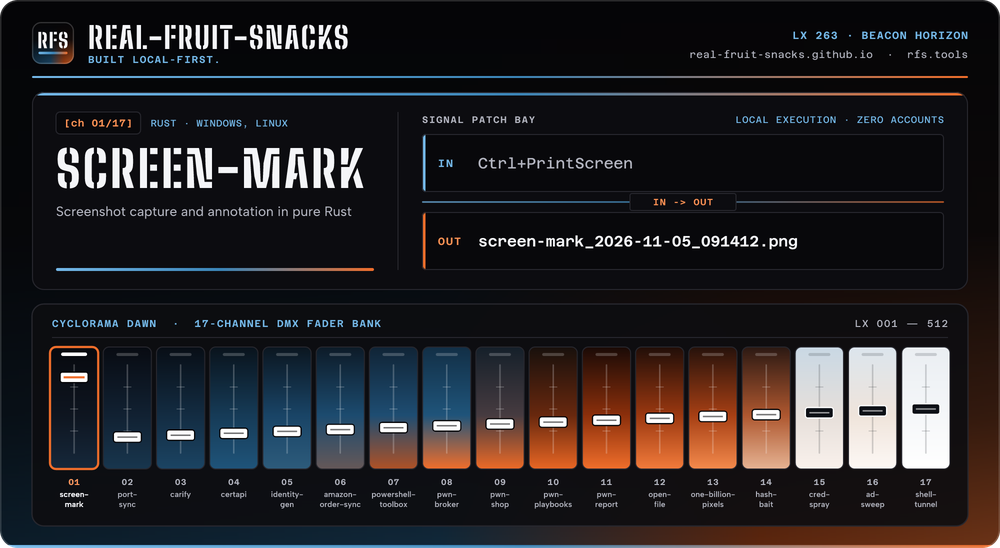 RFS
REAL-FRUIT-SNACKS
BUILT LOCAL-FIRST.
LX 263 · BEACON HORIZON
real-fruit-snacks.github.io · rfs.tools
[ch 01/17] RUST · WINDOWS, LINUX
SCREEN-MARK
Screenshot capture and annotation in pure Rust
SIGNAL PATCH BAY
LOCAL EXECUTION · ZERO ACCOUNTS
IN Ctrl+PrintScreen
IN -> OUT
OUT screen-mark_2026-11-05_091412.png
CYCLORAMA DAWN · 17-CHANNEL DMX FADER BANK
LX 001 — 512
01
screen-
mark
02
port-
sync
03
carify
04
certapi
05
identity-
gen
06
amazon-
order-sync
07
powershell-
toolbox
08
pwn-
broker
09
pwn-
shop
10
pwn-
playbooks
11
pwn-
report
12
open-
file
13
one-billion-
pixels
14
hash-
bait
15
cred-
spray
16
ad-
sweep
17
shell-
tunnel